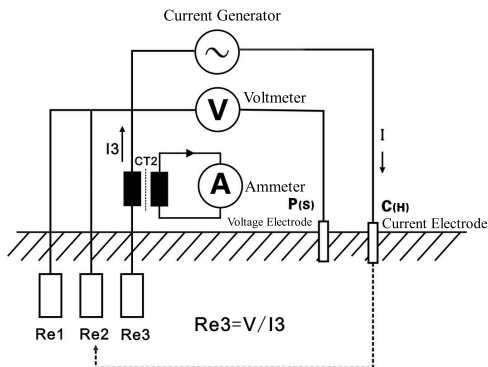 Current Generator
V
Voltmeter
I3
CT2
I
A
Ammeter
P(S)
C(H)
Voltage Electrode
Current Electrode
Re1
Re2
Re3
Re3=V/I3